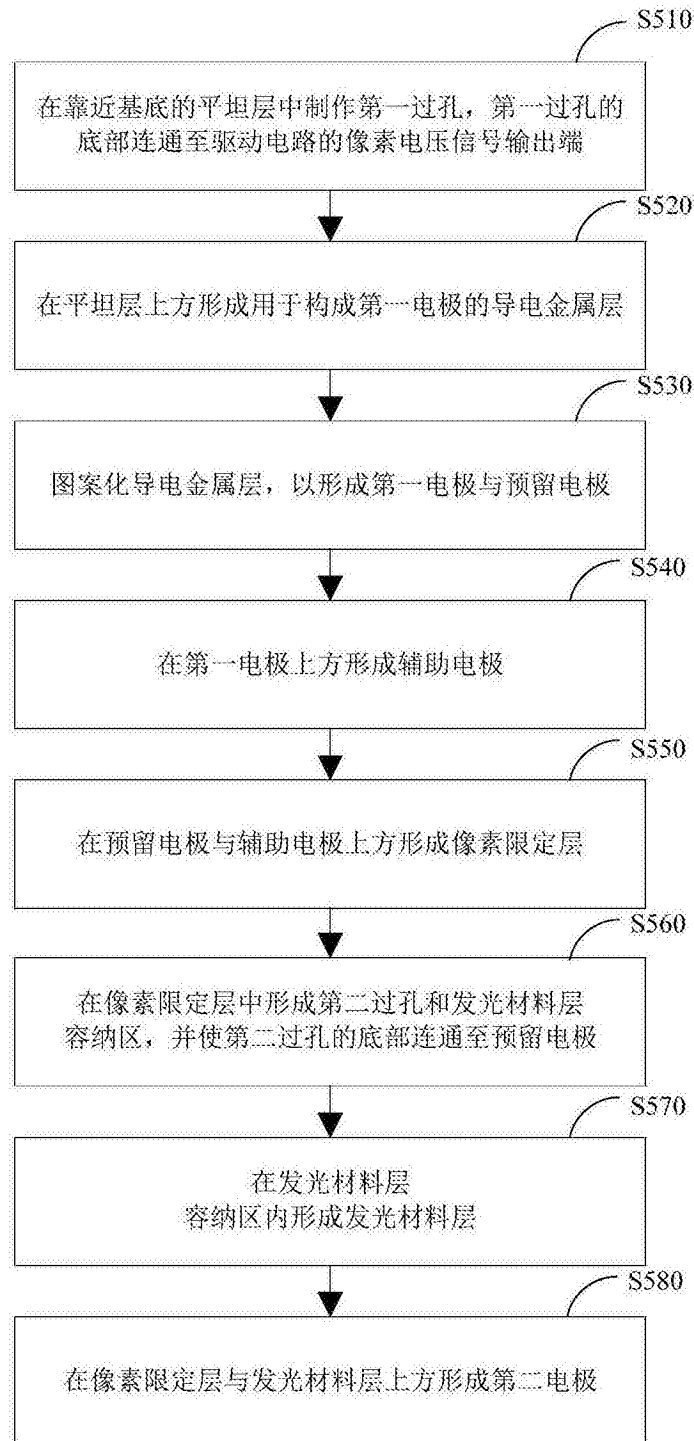 S510
在靠近基底的平坦层中制作第一过孔，第一过孔的
底部连通至驱动电路的像素电压信号输出端
S520
在平坦层上方形成用于构成第一电极的导电金属层
S530
图案化导电金属层，以形成第一电极与预留电极
S540
在第一电极上方形成辅助电极
S550
在预留电极与辅助电极上方形成像素限定层
S560
在像素限定层中形成第二过孔和发光材料层
容纳区，并使第二过孔的底部连通至预留电极
S570
在发光材料层
容纳区内形成发光材料层
S580
在像素限定层与发光材料层上方形成第二电极